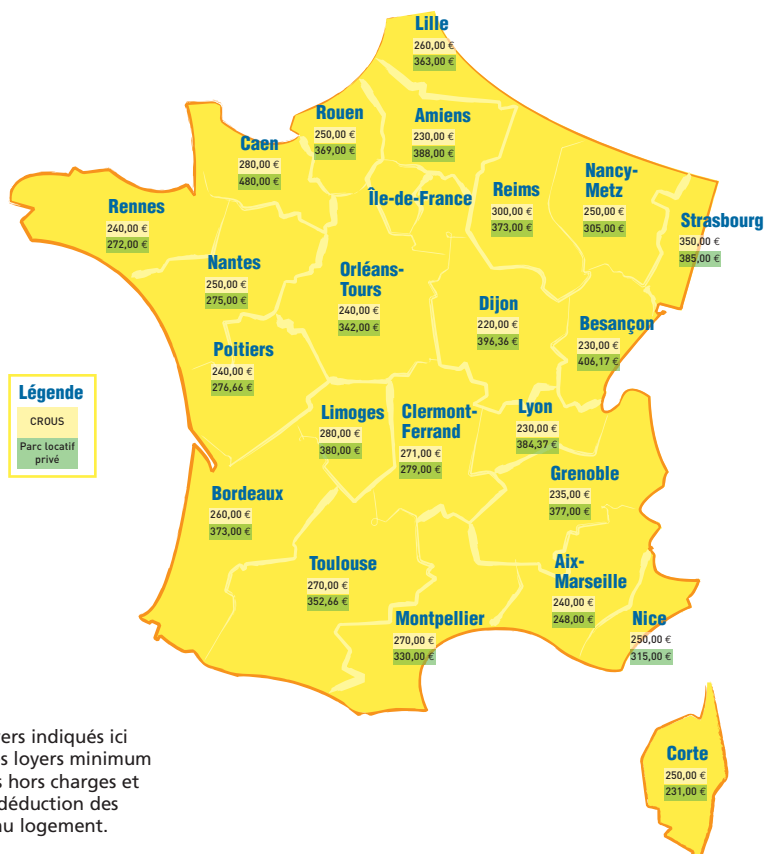 Lille
260,00 €
363,00 €
Rouen
250,00 €
369,00 €
Amiens
230,00 €
388,00 €
Caen
280,00 €
480,00 €
Île-de-France
Reims
300,00 €
373,00 €
Nancy-
Metz
250,00 €
305,00 €
Strasbourg
350,00 €
385,00 €
Rennes
240,00 €
272,00 €
Nantes
250,00 €
275,00 €
Orléans-
Tours
240,00 €
342,00 €
Dijon
220,00 €
396,36 €
Besançon
230,00 €
406,17 €
Poitiers
240,00 €
276,66 €
Légende
CROUS
Parc locatif
privé
Limoges
280,00 €
380,00 €
Clermont-
Ferrand
271,00 €
279,00 €
Lyon
230,00 €
384,37 €
Grenoble
235,00 €
377,00 €
Bordeaux
260,00 €
373,00 €
Toulouse
270,00 €
352,66 €
Aix-
Marseille
240,00 €
248,00 €
Montpellier
270,00 €
330,00 €
Nice
250,00 €
315,00 €
Corte
250,00 €
231,00 €
ers indiqués ici
s loyers minimum
s hors charges et
déduction des
au logement.